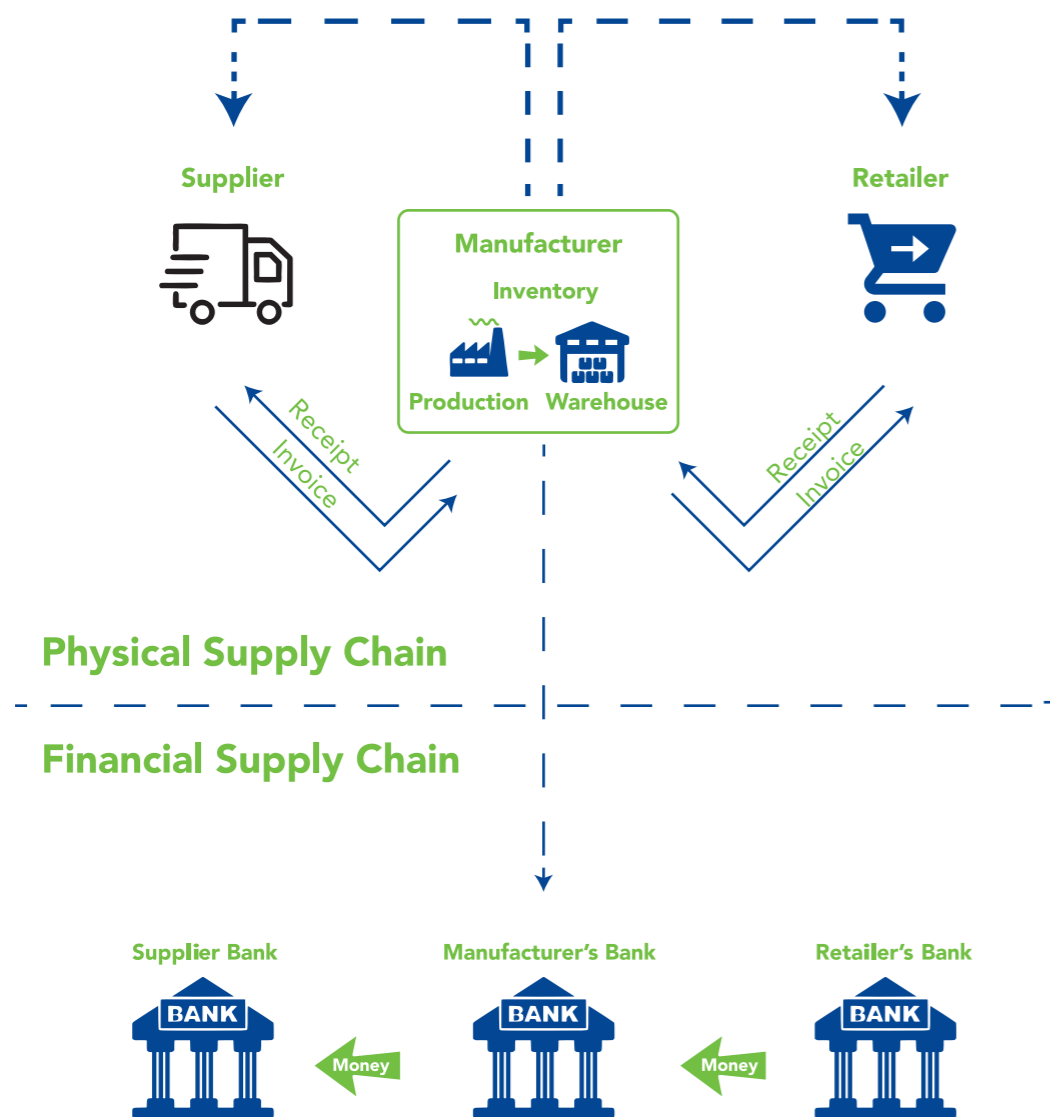 Supplier
Retailer
Manufacturer
Inventory
Production
Warehouse
Receipt
Invoice
Receipt
Invoice
Physical Supply Chain
Financial Supply Chain
Supplier Bank
Manufacturer's Bank
Retailer's Bank
BANK
BANK
BANK
Money
Money